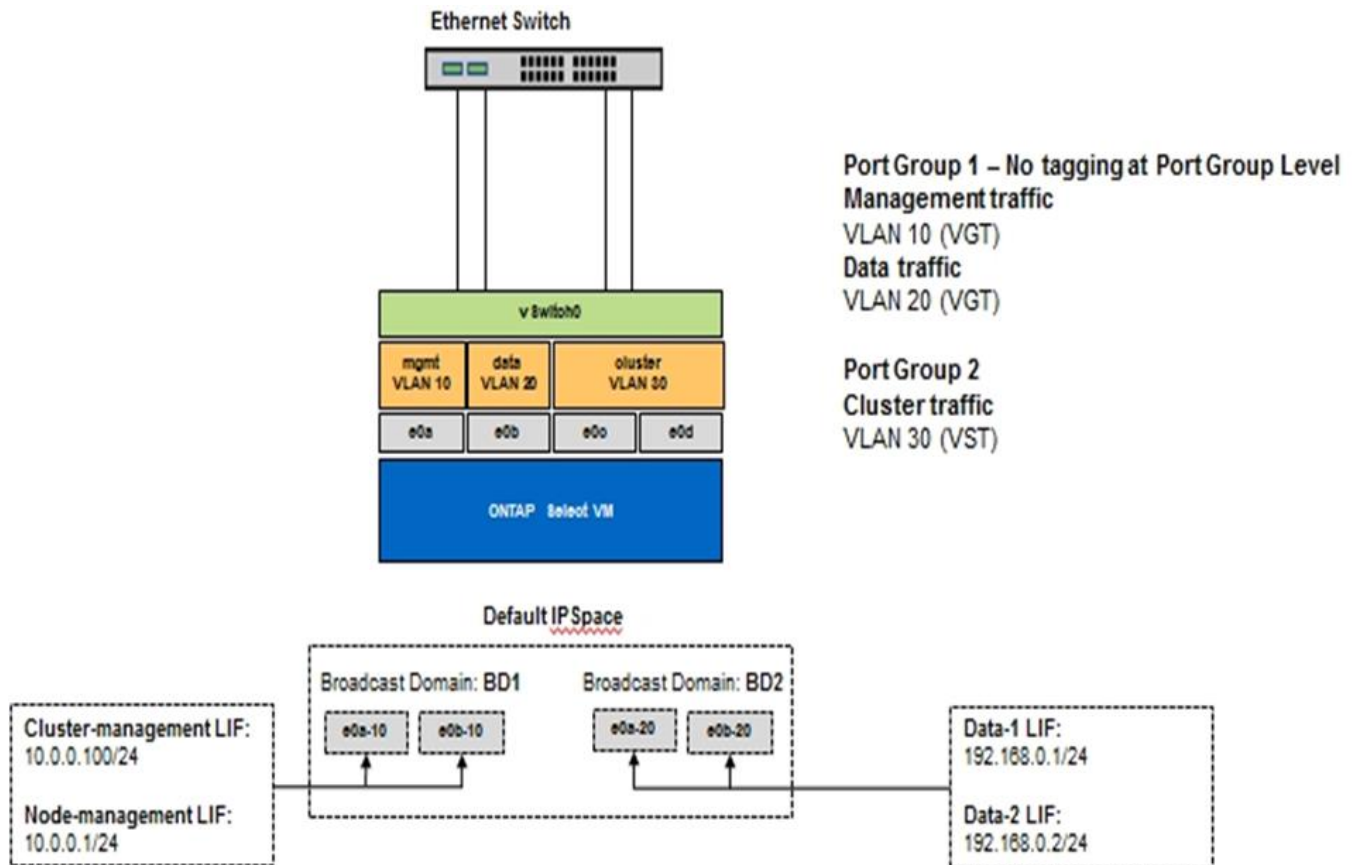 Ethernet Switch
Port Group 1 – No tagging at Port Group Level
Management traffic
VLAN 10 (VGT)
Data traffic
VLAN 20 (VGT)
Port Group 2
Cluster traffic
VLAN 30 (VST)
v Switch0
mgmt
VLAN 10
data
VLAN 20
cluster
VLAN 30
e0a
e0b
e0c
e0d
ONTAP Select VM
Default IPSpace
Broadcast Domain: BD1
Broadcast Domain: BD2
e0a-10
e0b-10
e0a-20
e0b-20
Cluster-management LIF:
10.0.0.100/24
Node-management LIF:
10.0.0.1/24
Data-1 LIF:
192.168.0.1/24
Data-2 LIF:
192.168.0.2/24